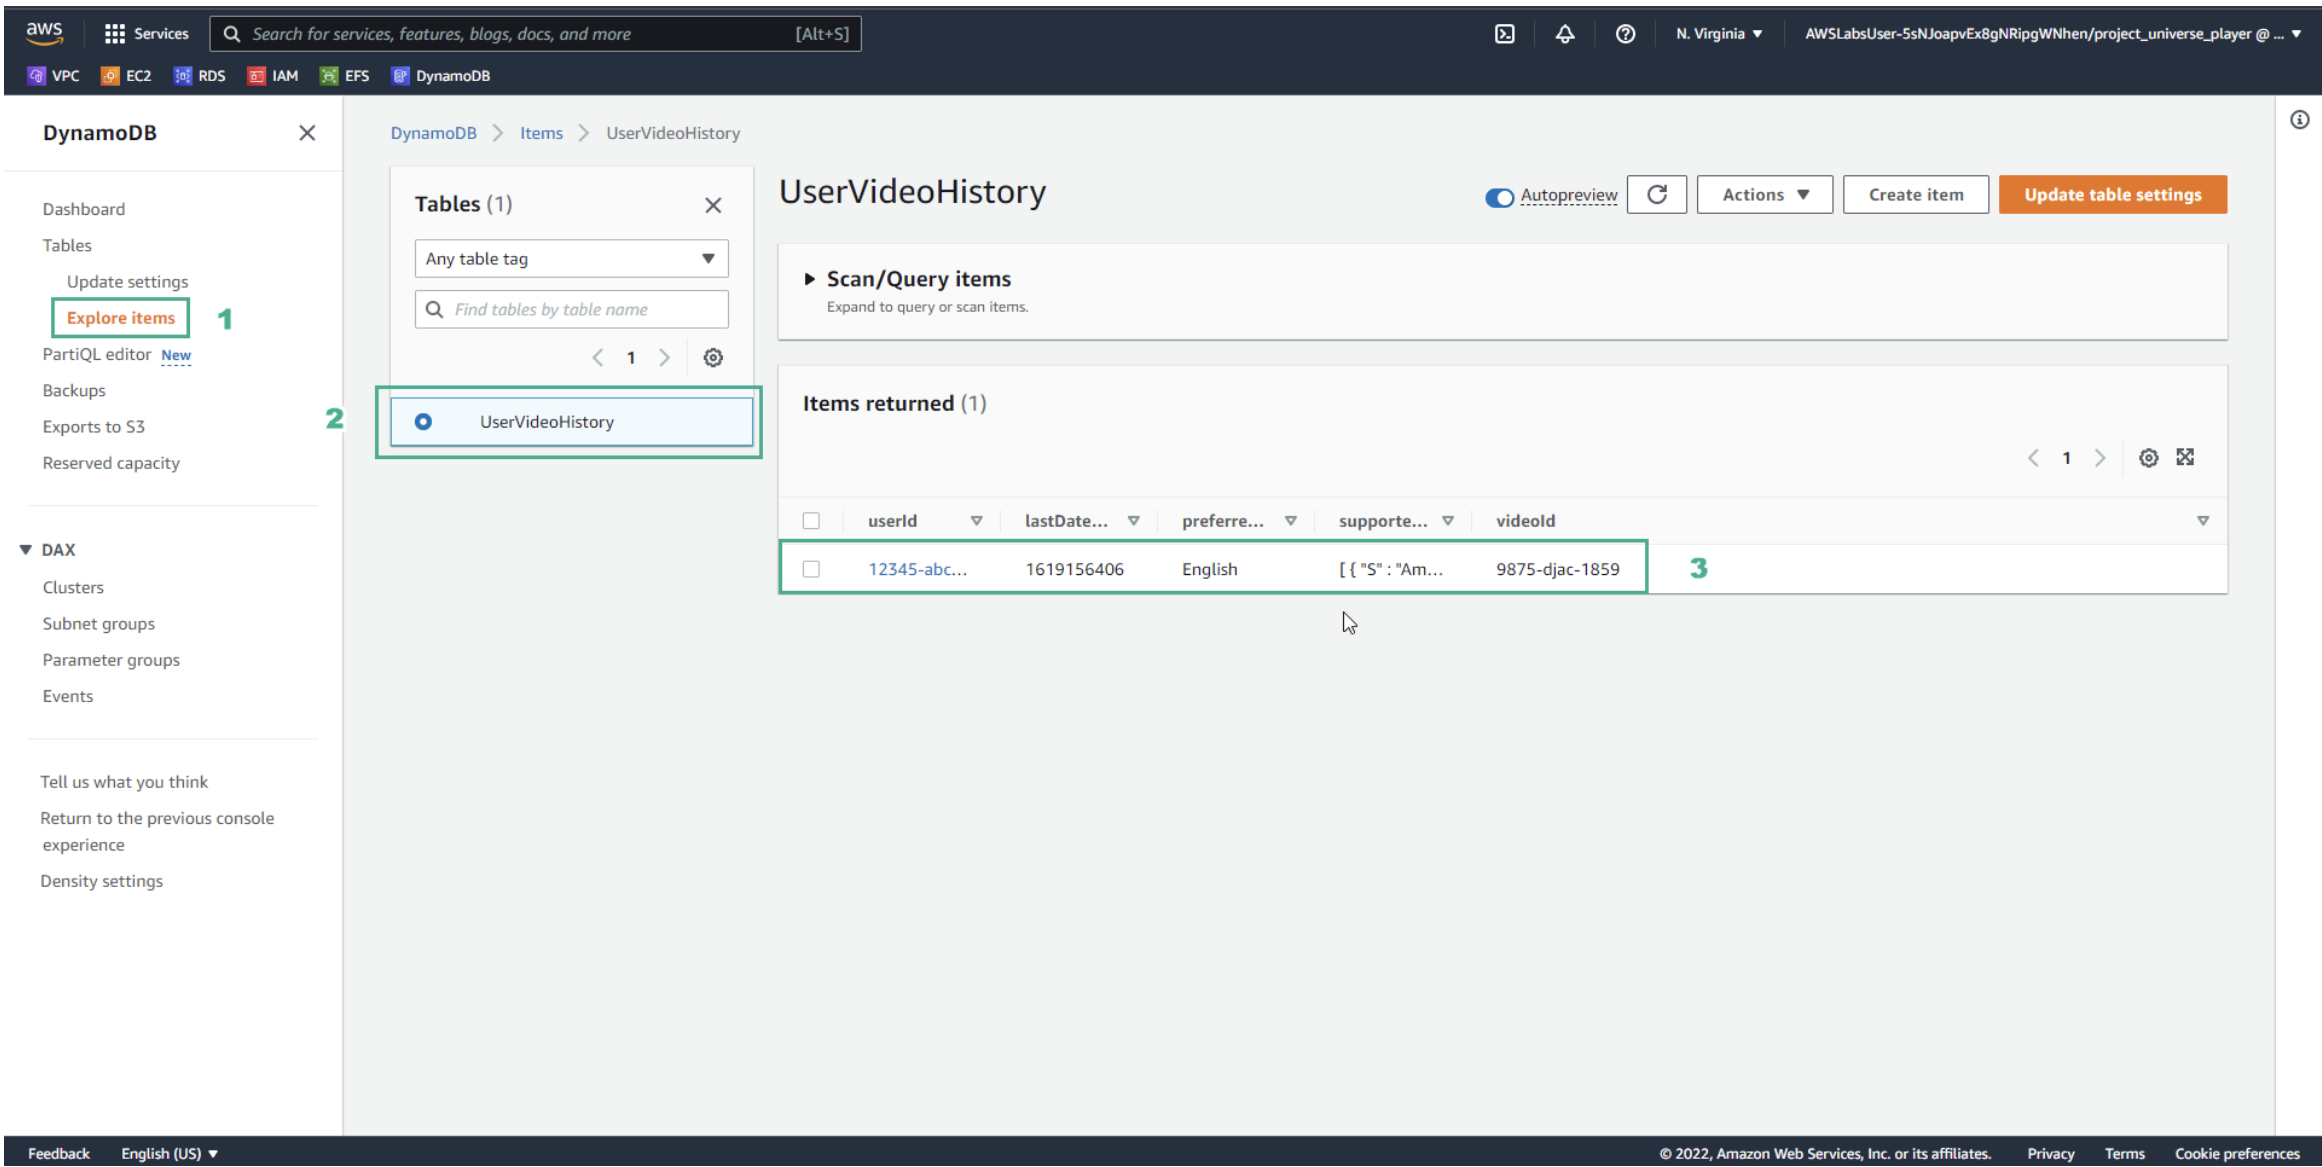 aws
Services
Search for services, features, blogs, docs, and more
[Alt+S]
N. Virginia ▼
AWSLabsUser-5sNJoapvEx8gNRipgWNhen/project_universe_player @ ... ▼
VPC
EC2
RDS
IAM
EFS
DynamoDB
DynamoDB
Dashboard
Tables
Update settings
Explore items
1
PartiQL editor New
Backups
Exports to S3
Reserved capacity
▼ DAX
Clusters
Subnet groups
Parameter groups
Events
Tell us what you think
Return to the previous console
experience
Density settings
DynamoDB > Items > UserVideoHistory
Tables (1)
Any table tag
Find tables by table name
< 1 >
2
UserVideoHistory
UserVideoHistory
Autopreview
Actions ▼
Create item
Update table settings
Scan/Query items
Expand to query or scan items.
Items returned (1)
< 1 >
userId
lastDate...
preferre...
supporte...
videoId
12345-abc...
1619156406
English
[ { "S" : "Am...
9875-djac-1859
3
Feedback
English (US) ▼
© 2022, Amazon Web Services, Inc. or its affiliates.
Privacy
Terms
Cookie preferences